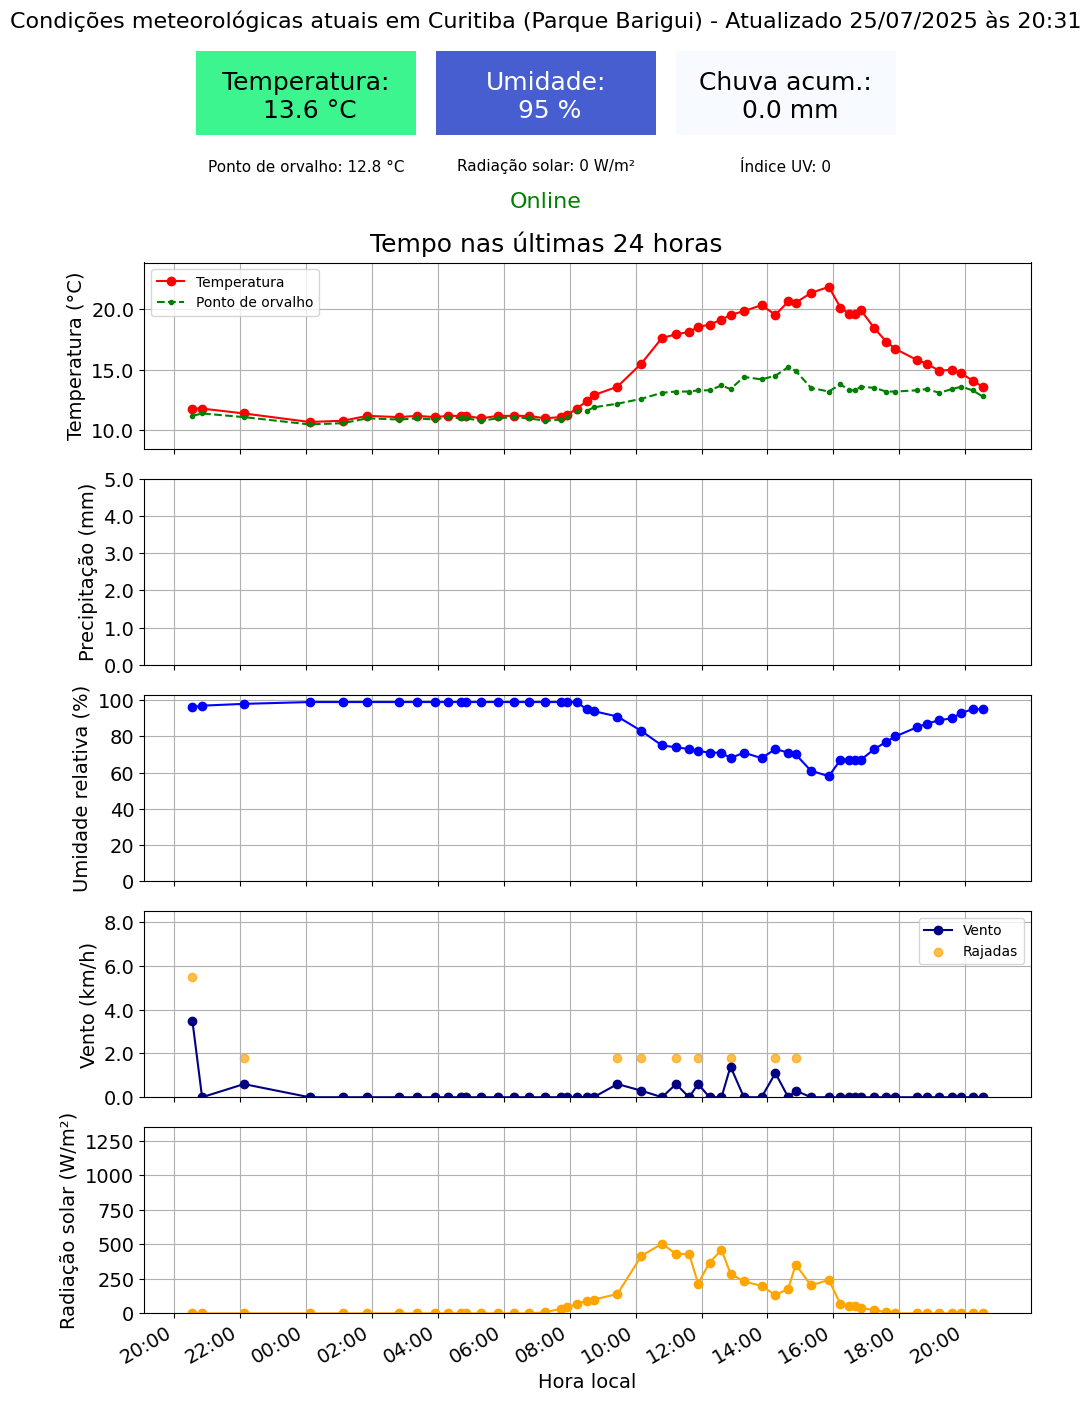 Condições meteorológicas atuais em Curitiba (Parque Barigui) - Atualizado 25/07/2025 às 20:31
Temperatura:
13.6 °C
Umidade:
95 %
Chuva acum.:
0.0 mm
Ponto de orvalho: 12.8 °C
Radiação solar: 0 W/m²
Índice UV: 0
Online
Tempo nas últimas 24 horas
Temperatura (°C)
20.0
15.0
10.0
Temperatura
Ponto de orvalho
Precipitação (mm)
5.0
4.0
3.0
2.0
1.0
0.0
Umidade relativa (%)
100
80
60
40
20
0
Vento (km/h)
8.0
6.0
4.0
2.0
0.0
Vento
Rajadas
Radiação solar (W/m²)
1250
1000
750
500
250
0
20:00
22:00
00:00
02:00
04:00
06:00
08:00
10:00
12:00
14:00
16:00
18:00
20:00
Hora local